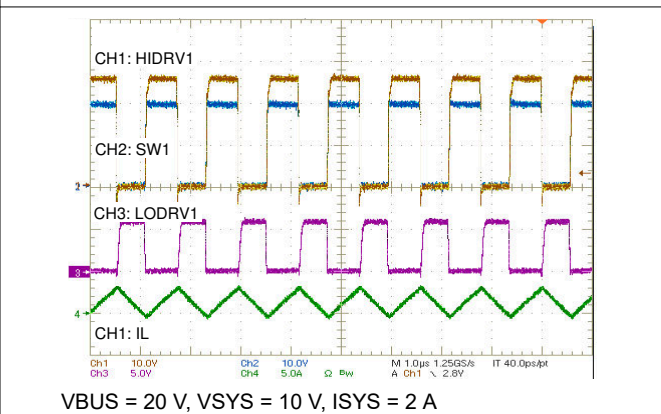 CH1: HIDRV1
CH2: SW1
2
CH3: LODRV1
3
4
CH1: IL
Ch1 10.0V Ch2 10.0V M 1.0µs 1.25GS/s IT 40.0ps/pt
Ch3 5.0V Ch4 5.0A Ω Bw A Ch1 \ 2.8V
VBUS = 20 V, VSYS = 10 V, ISYS = 2 A